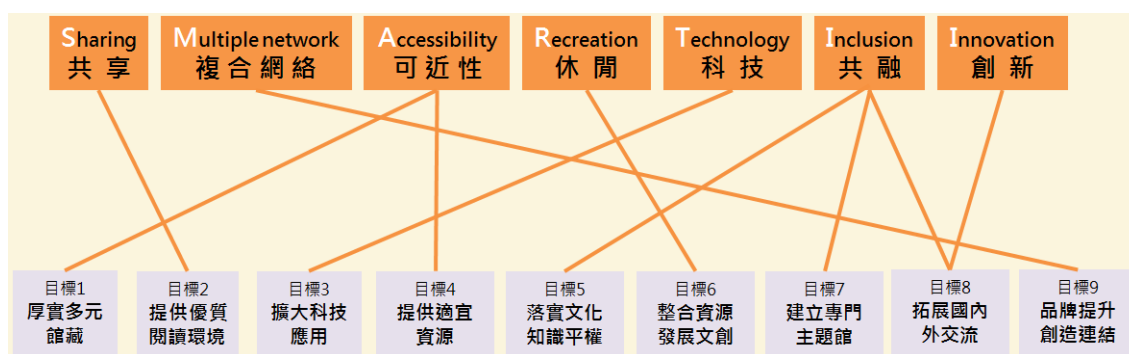 Sharing
共享
Multiple network
複合網絡
Accessibility
可近性
Recreation
休閒
Technology
科技
Inclusion
共融
Innovation
創新
目標1
厚實多元
館藏
目標2
提供優質
閱讀環境
目標3
擴大科技
應用
目標4
提供適宜
資源
目標5
落實文化
知識平權
目標6
整合資源
發展文創
目標7
建立專門
主題館
目標8
拓展國內
外交流
目標9
品牌提升
創造連結